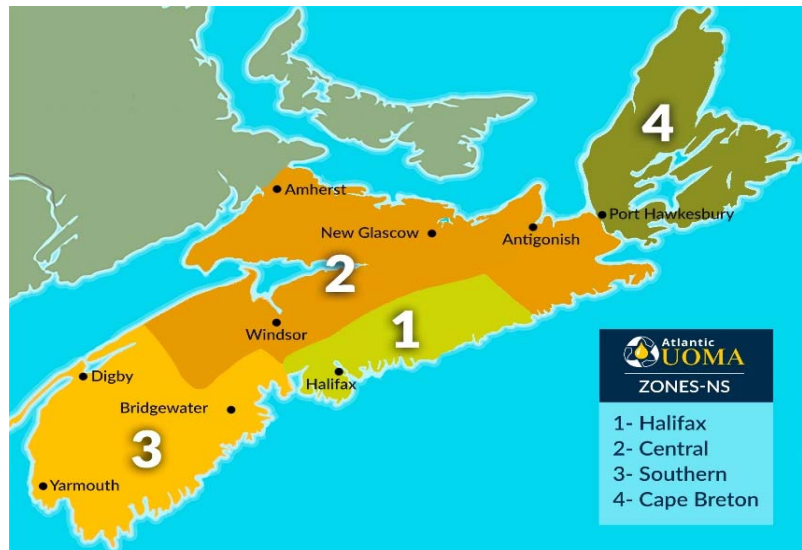 4
Amherst
Port Hawkesbury
New Glascow
Antigonish
2
Windsor
1
Halifax
Digby
Bridgewater
3
Yarmouth
Atlantic
UOMA
ZONES-NS
1- Halifax
2- Central
3- Southern
4- Cape Breton